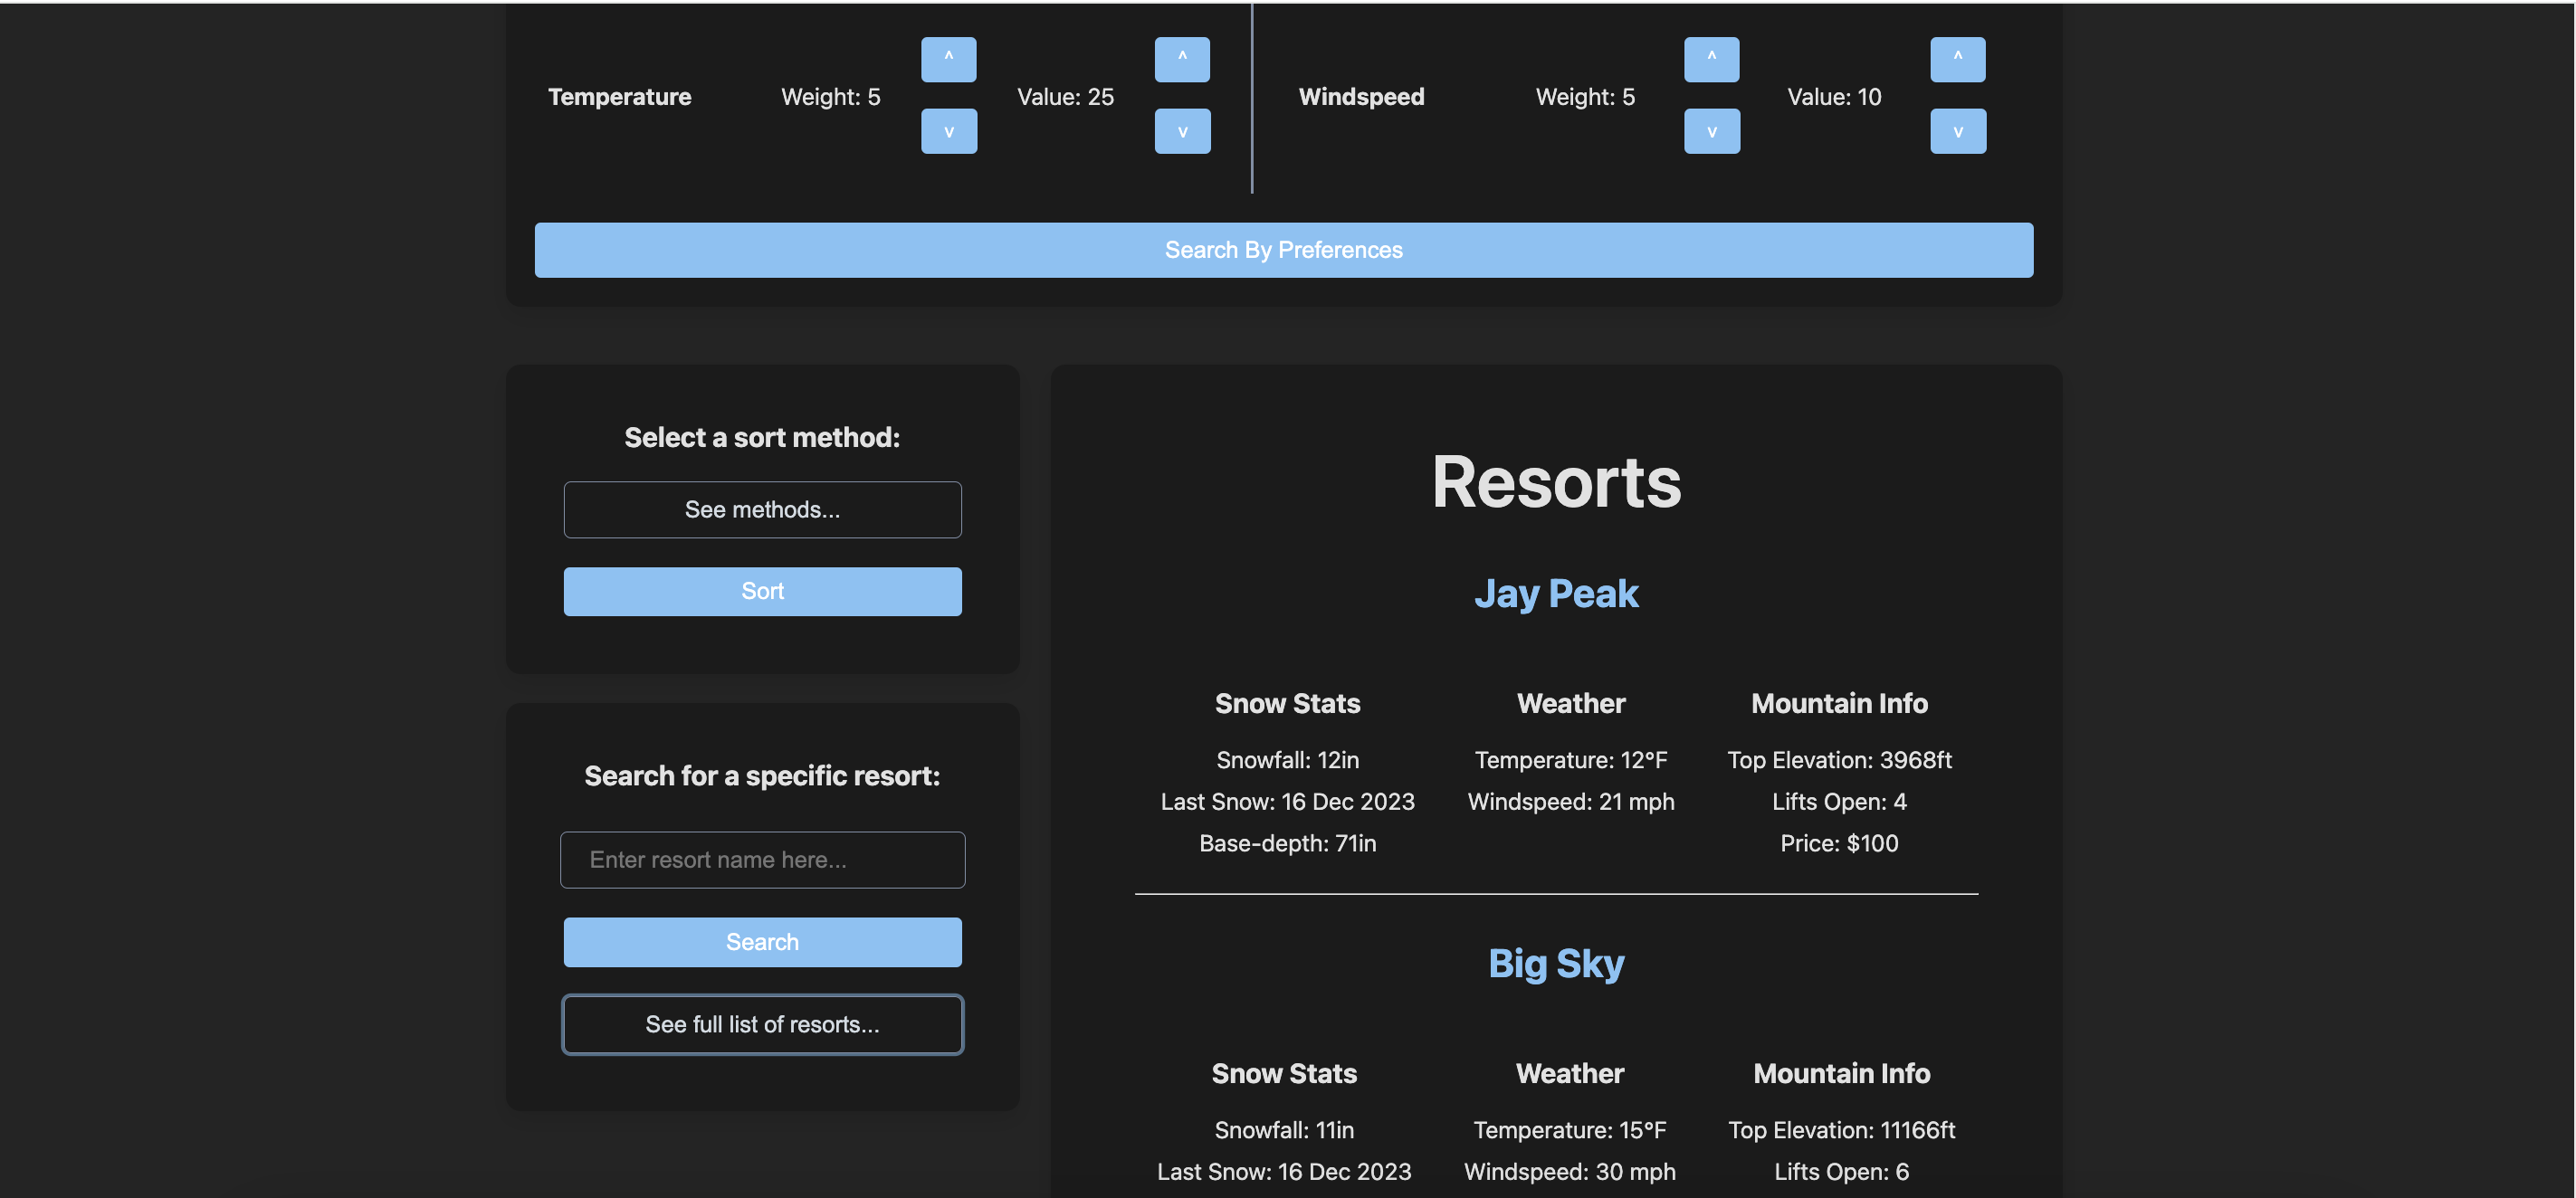 ^ ^ ^ ^
Temperature Weight: 5 Value: 25 Windspeed Weight: 5 Value: 10
v v v v
Search By Preferences
Select a sort method:
See methods...
Sort
Search for a specific resort:
Enter resort name here...
Search
See full list of resorts...
Resorts
Jay Peak
Snow Stats Weather Mountain Info
Snowfall: 12in Temperature: 12°F Top Elevation: 3968ft
Last Snow: 16 Dec 2023 Windspeed: 21 mph Lifts Open: 4
Base-depth: 71in Price: $100
Big Sky
Snow Stats Weather Mountain Info
Snowfall: 11in Temperature: 15°F Top Elevation: 11166ft
Last Snow: 16 Dec 2023 Windspeed: 30 mph Lifts Open: 6